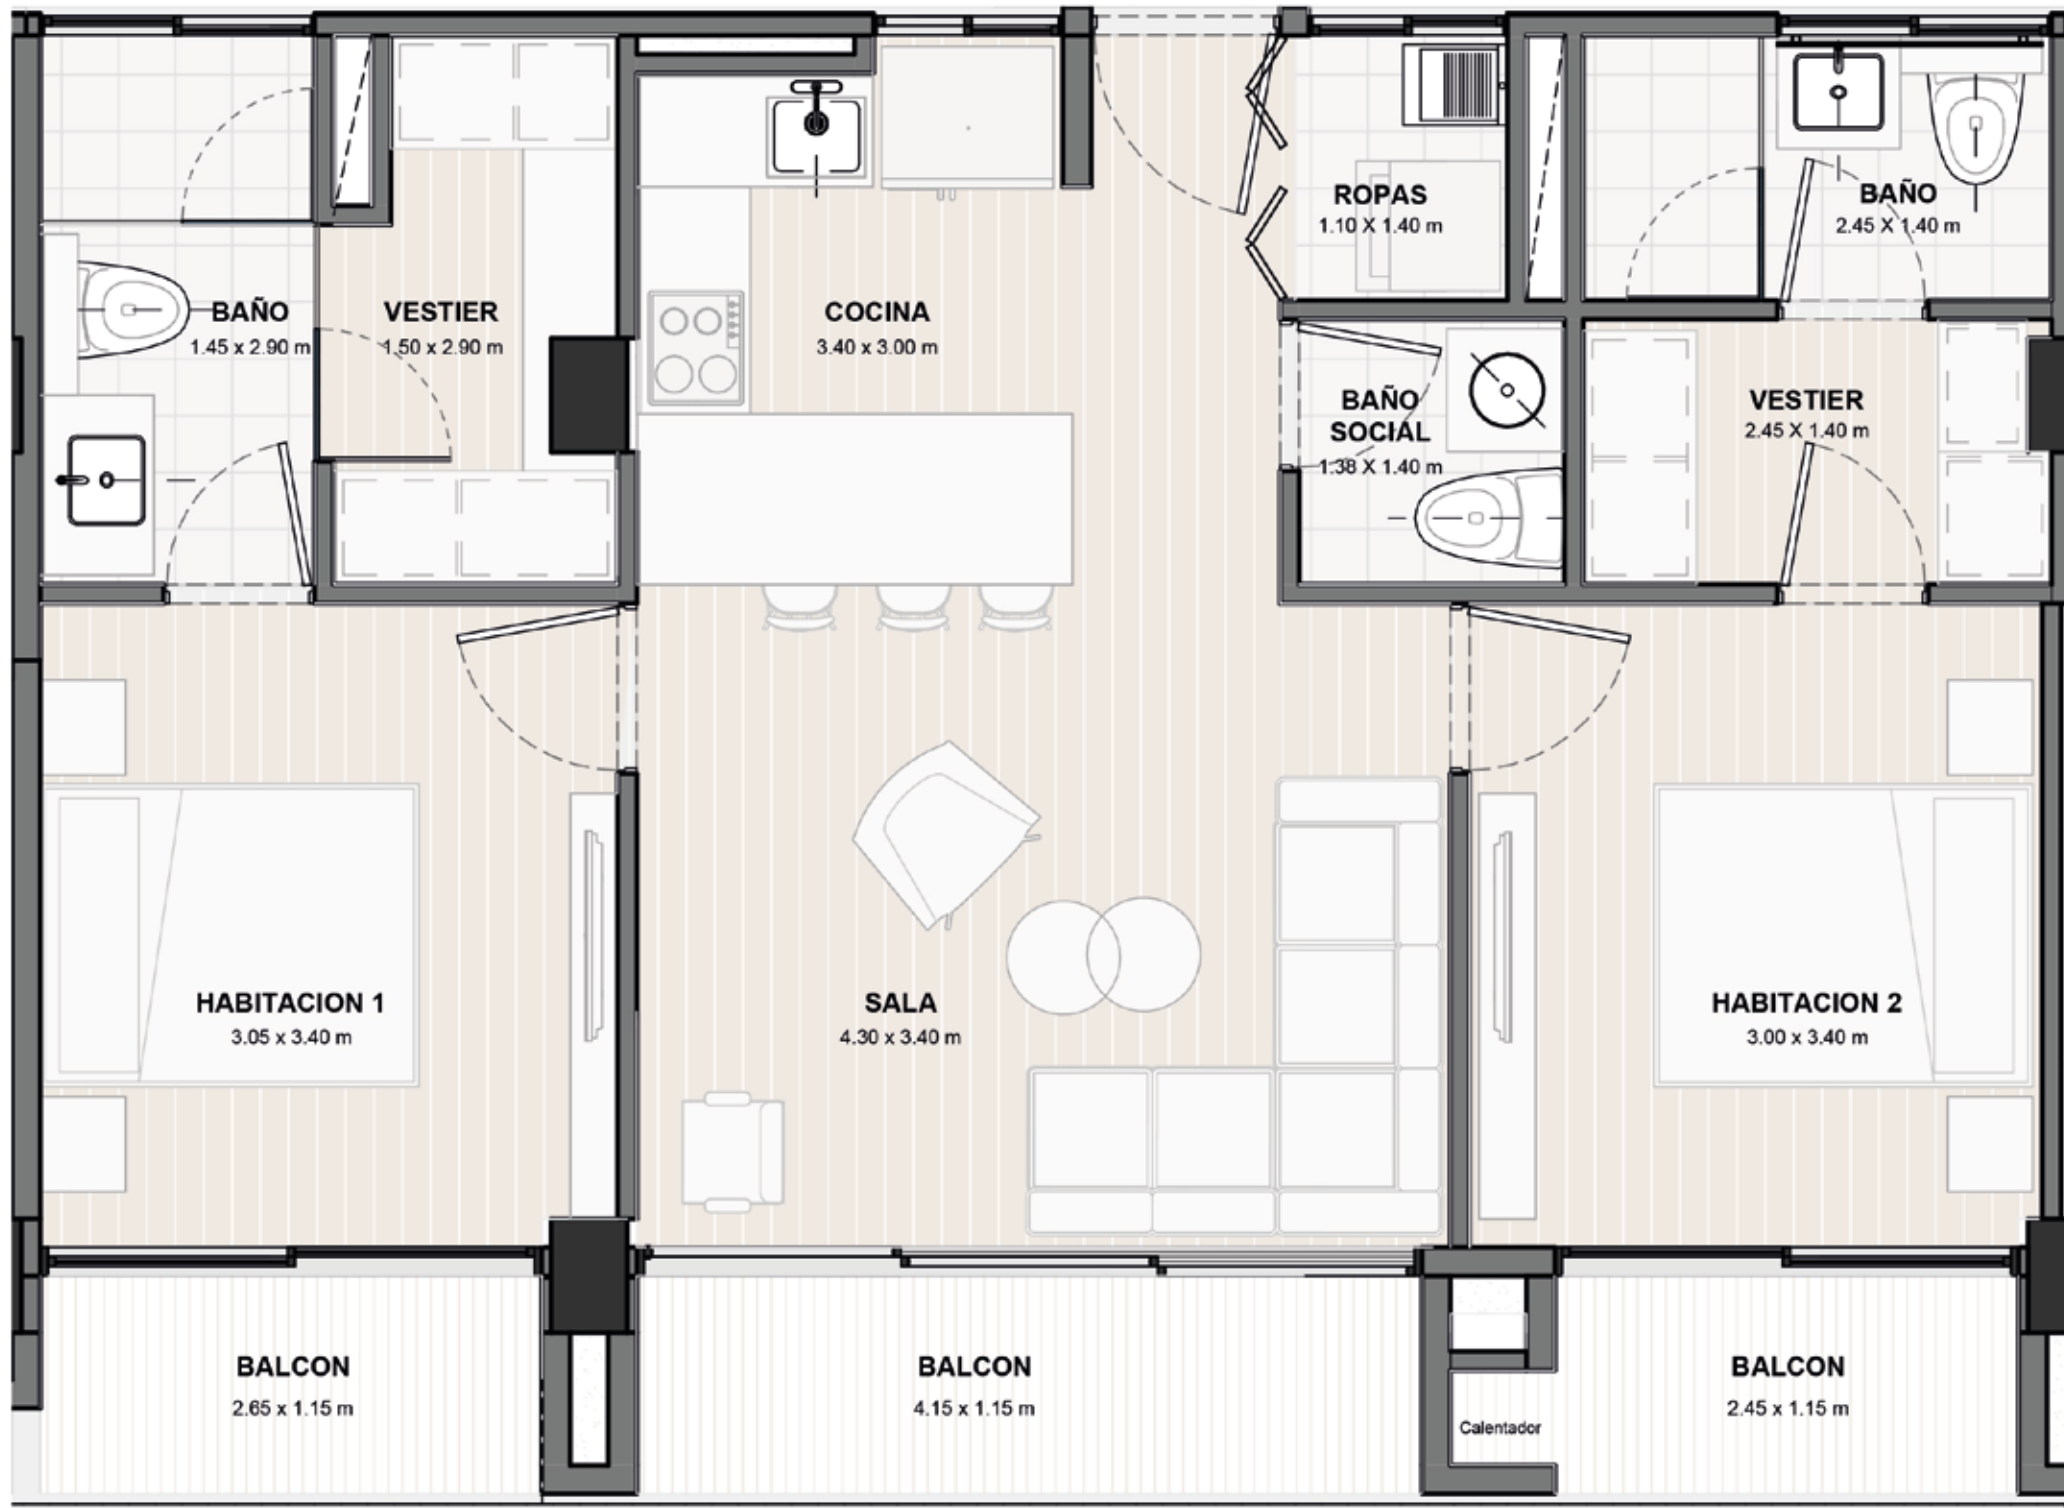 ROPAS
1.10 X 1.40 m
BAÑO
2.45 X 1.40 m
BAÑO
1.45 x 2.90 m
VESTIER
1.50 x 2.90 m
COCINA
3.40 x 3.00 m
BAÑO
SOCIAL
1.38 X 1.40 m
VESTIER
2.45 X 1.40 m
HABITACION 1
3.05 x 3.40 m
SALA
4.30 x 3.40 m
HABITACION 2
3.00 x 3.40 m
BALCON
2.65 x 1.15 m
BALCON
4.15 x 1.15 m
Calentador
BALCON
2.45 x 1.15 m